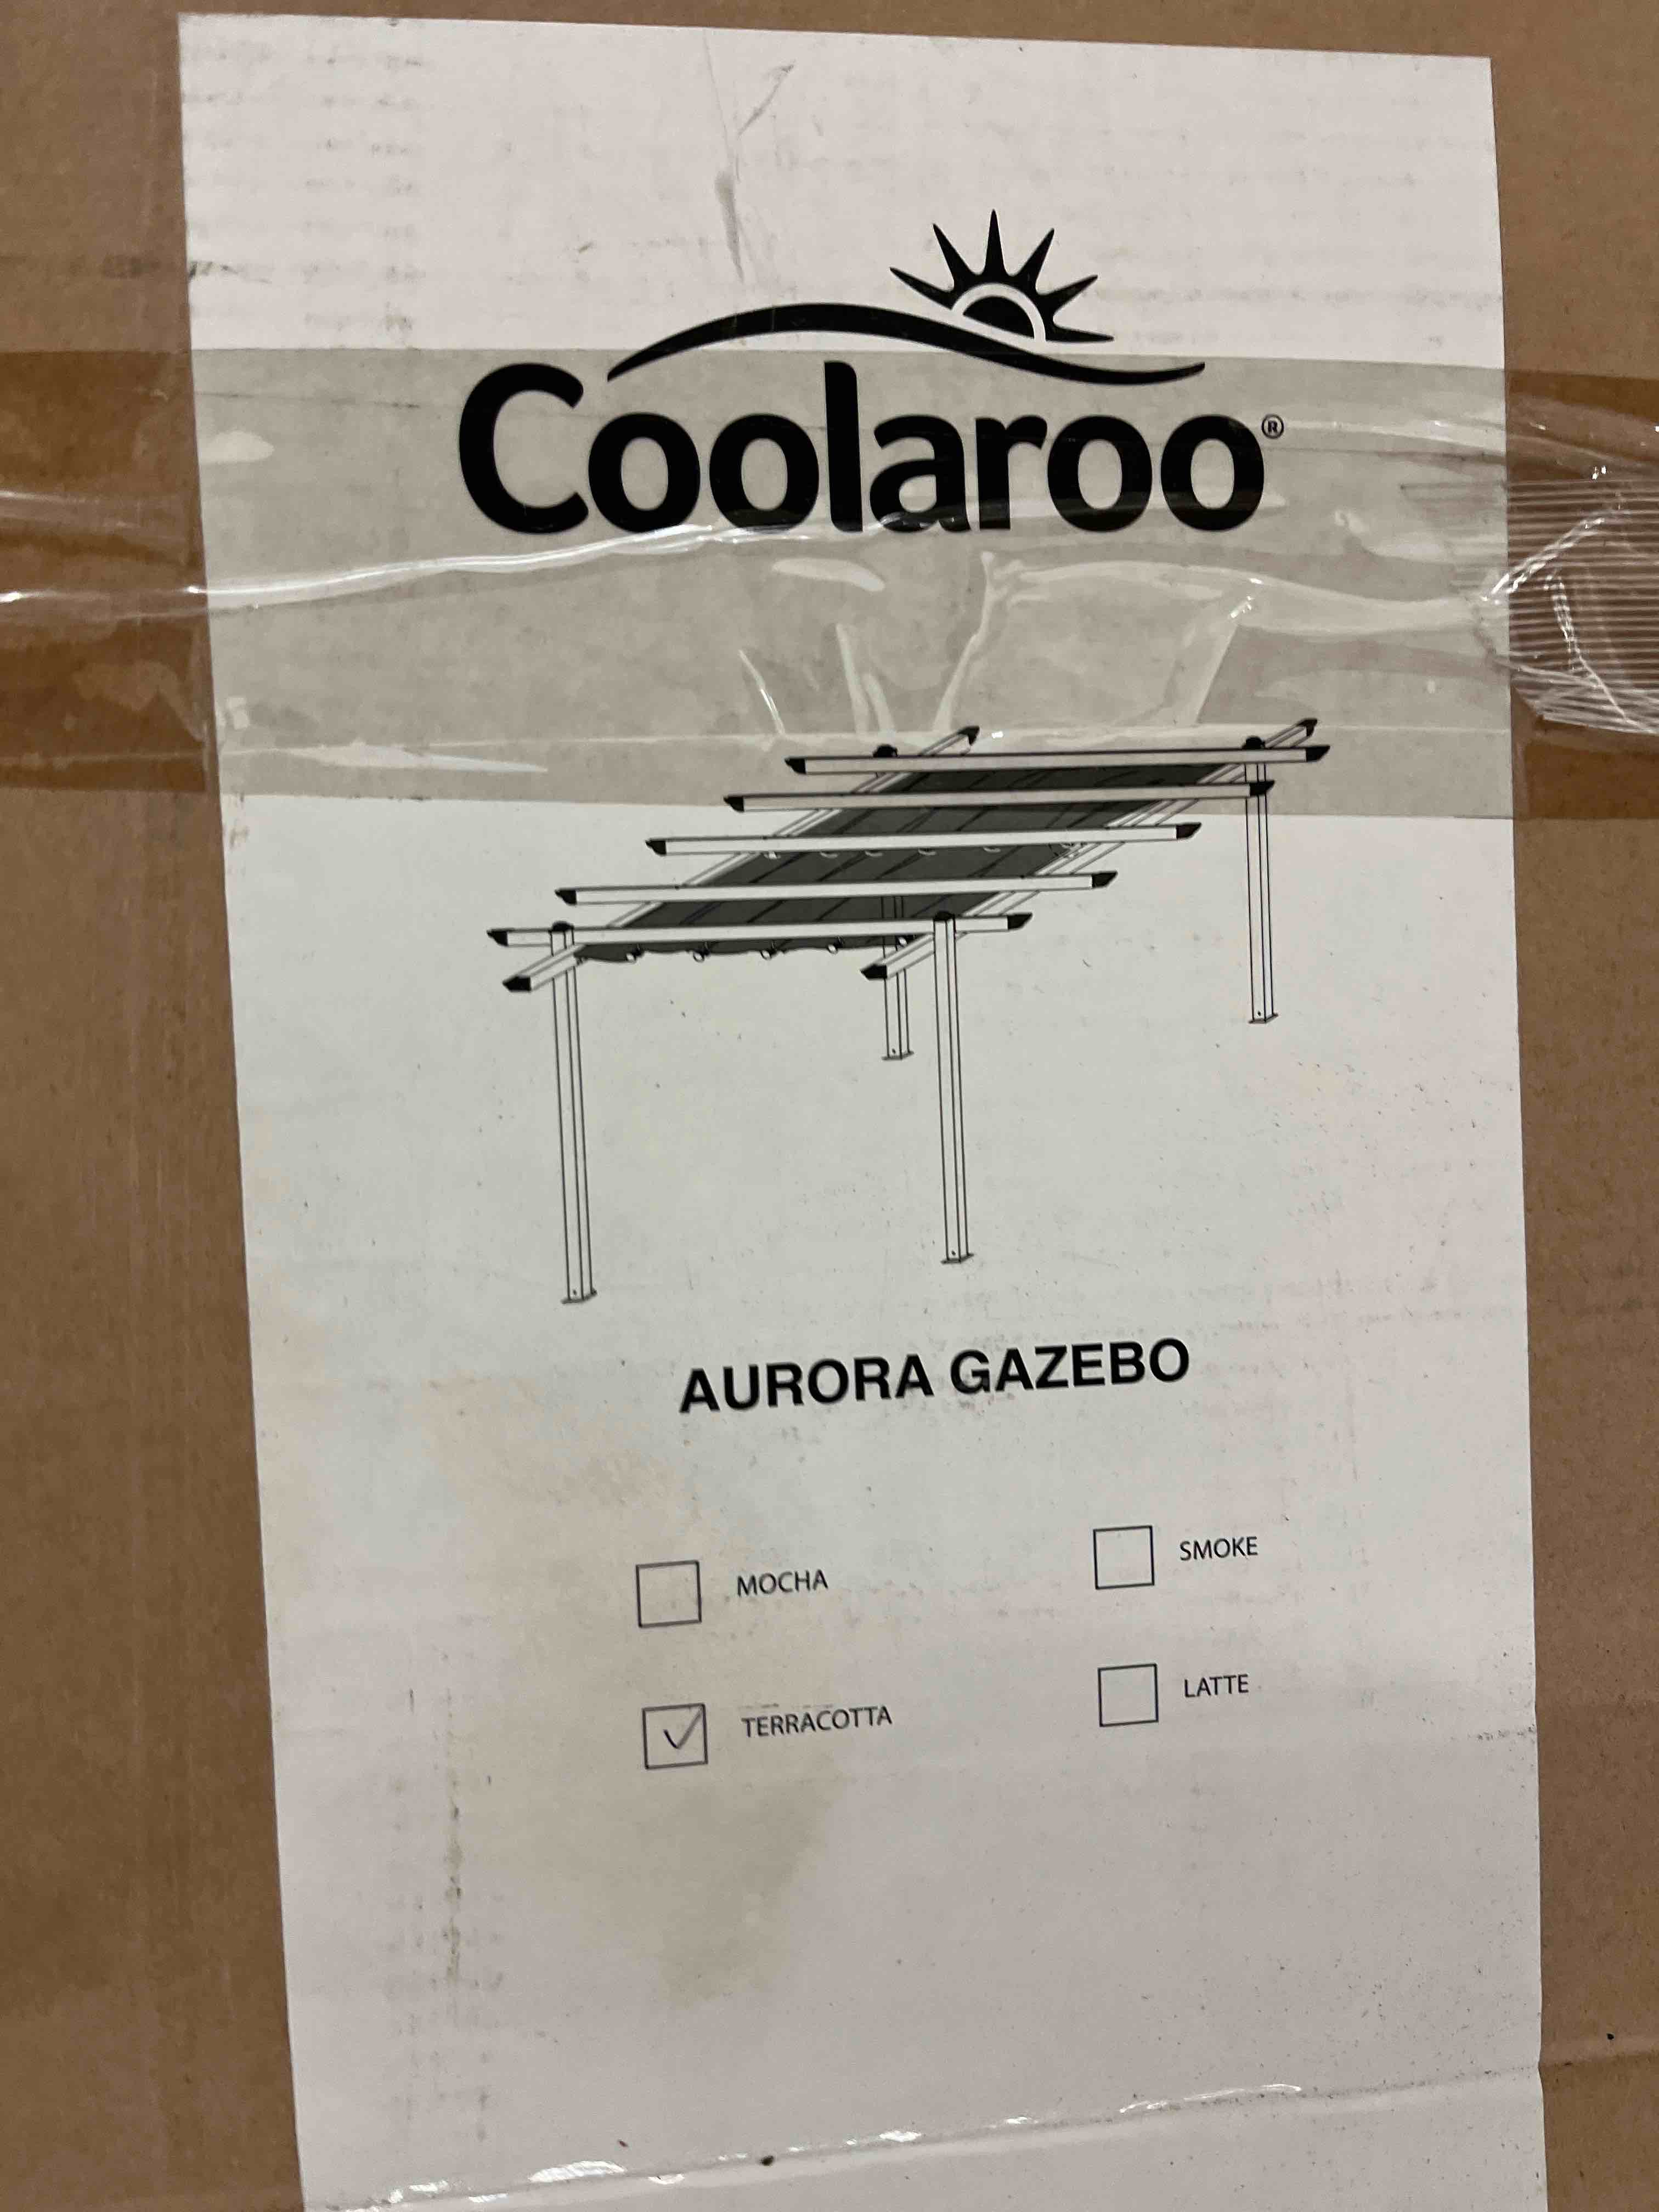 Coolaroo®
AURORA GAZEBO
MOCHA
SMOKE
TERRACOTTA
LATTE